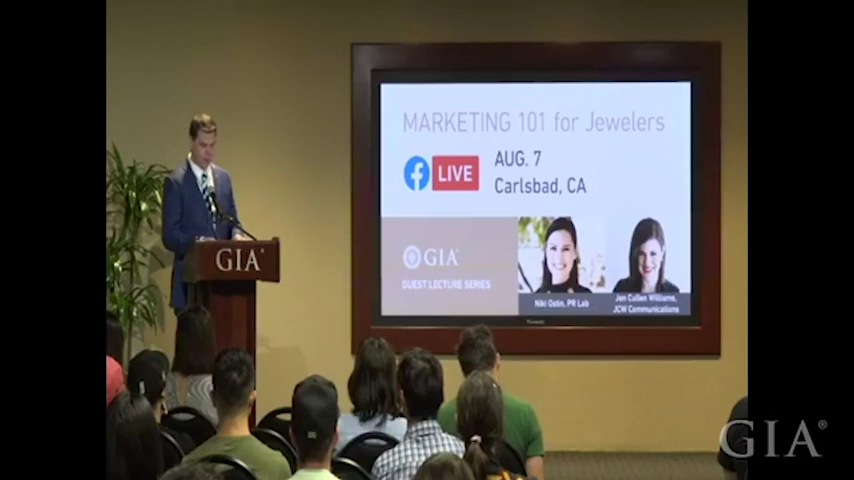 MARKETING 101 for Jewelers
LIVE
AUG. 7
Carlsbad, CA
GIA®
GUEST LECTURE SERIES
Niki Ostin, PR Lab
Jen Cullen Williams,
JCW Communications
GIA
GIA®